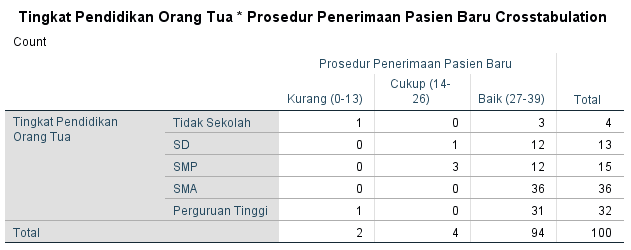 Tingkat Pendidikan Orang Tua * Prosedur Penerimaan Pasien Baru Crosstabulation
Count
Prosedur Penerimaan Pasien Baru
Kurang (0-13) Cukup (14-
26) Baik (27-39) Total
Tingkat Pendidikan
Orang Tua Tidak Sekolah 1 0 3 4
SD 0 1 12 13
SMP 0 3 12 15
SMA 0 0 36 36
Perguruan Tinggi 1 0 31 32
Total 2 4 94 100